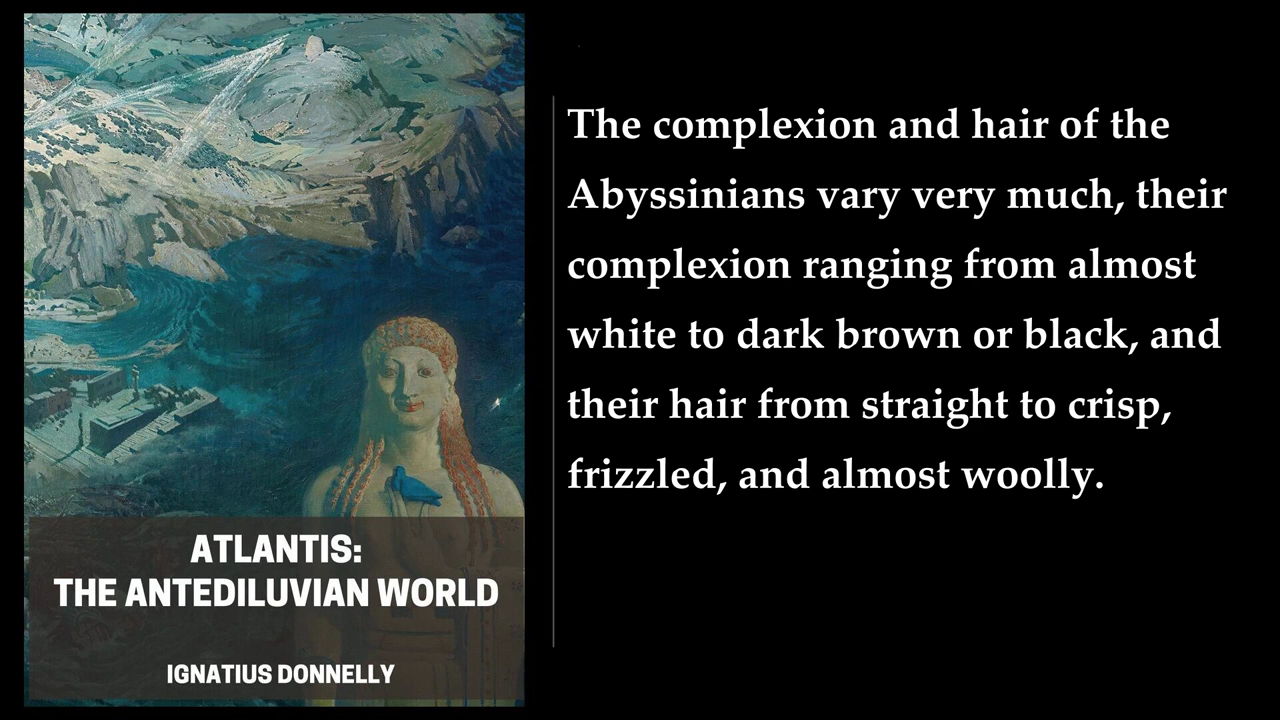 The complexion and hair of the
Abyssinians vary very much, their
complexion ranging from almost
white to dark brown or black, and
their hair from straight to crisp,
frizzled, and almost woolly.
ATLANTIS:
THE ANTEDILUVIAN WORLD
IGNATIUS DONNELLY